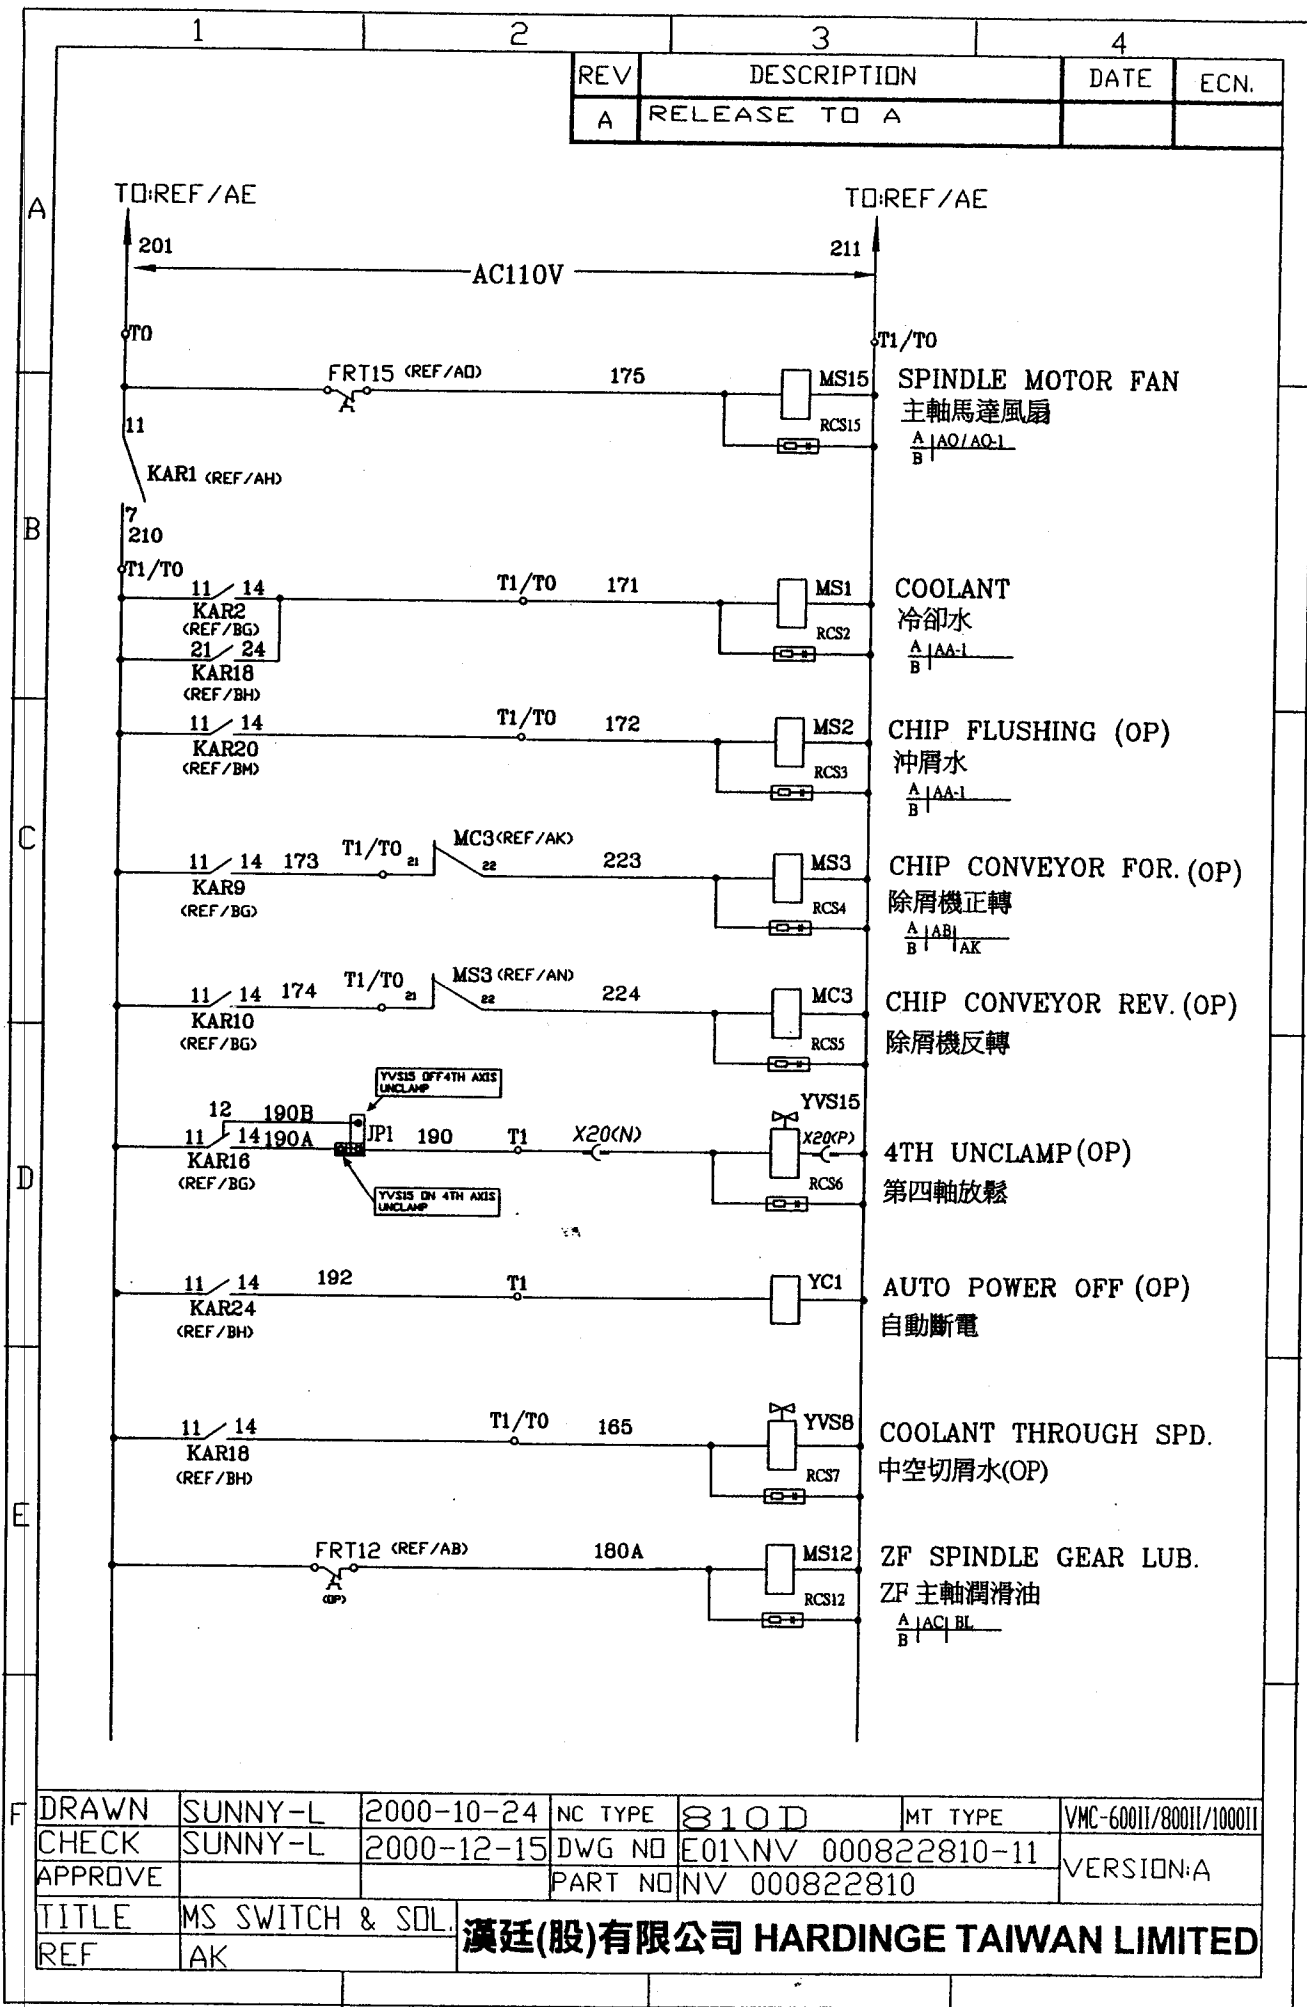 1 2 3 4
REV DESCRIPTION DATE ECN.
A RELEASE TO A
A
TO:REF/AE TO:REF/AE
201 211
AC110V
T0 T1/T0
FRT15 (REF/AO) 175 MS15 SPINDLE MOTOR FAN
RCS15 主軸馬達風扇
A AO/AO-1
B
11
KAR1 (REF/AH)
7
210
B
T1/T0
11 14 T1/T0 171 MS1 COOLANT
KAR2 RCS2 冷卻水
(REF/BG)
A AA-1
B
21 24
KAR18
(REF/BH)
11 14 T1/T0 172 MS2 CHIP FLUSHING (OP)
KAR20 RCS3 沖屑水
(REF/BM)
A AA-1
B
C
11 14 173 T1/T0 21 MC3(REF/AK) 22 223 MS3 CHIP CONVEYOR FOR.(OP)
KAR9 RCS4 除屑機正轉
(REF/BG)
A AB
B AK
11 14 174 T1/T0 21 MS3(REF/AN) 22 224 MC3 CHIP CONVEYOR REV.(OP)
KAR10 RCS5 除屑機反轉
(REF/BG)
YVS15 OFF4TH AXIS
UNCLAMP
12 190B YVS15
11 14 190A JP1 190 T1 X20(N) X20(P) 4TH UNCLAMP(OP)
KAR16 RCS6 第四軸放鬆
(REF/BG)
YVS15 ON 4TH AXIS
UNCLAMP
D
11 14 192 T1 YC1 AUTO POWER OFF (OP)
KAR24 自動斷電
(REF/BH)
11 14 T1/T0 165 YVS8 COOLANT THROUGH SPD.
KAR18 RCS7 中空切屑水(OP)
(REF/BH)
E
FRT12 (REF/AB) 180A MS12 ZF SPINDLE GEAR LUB.
(OP) RCS12 ZF 主軸潤滑油
A AC BL
B
F
DRAWN SUNNY-L 2000-10-24 NC TYPE 810D MT TYPE VMC-600II/800II/1000II
CHECK SUNNY-L 2000-12-15 DWG NO E01\NV 000822810-11 VERSION:A
APPROVE PART NO NV 000822810
TITLE MS SWITCH & SOL. 漢廷(股)有限公司 HARDINGE TAIWAN LIMITED
REF AK